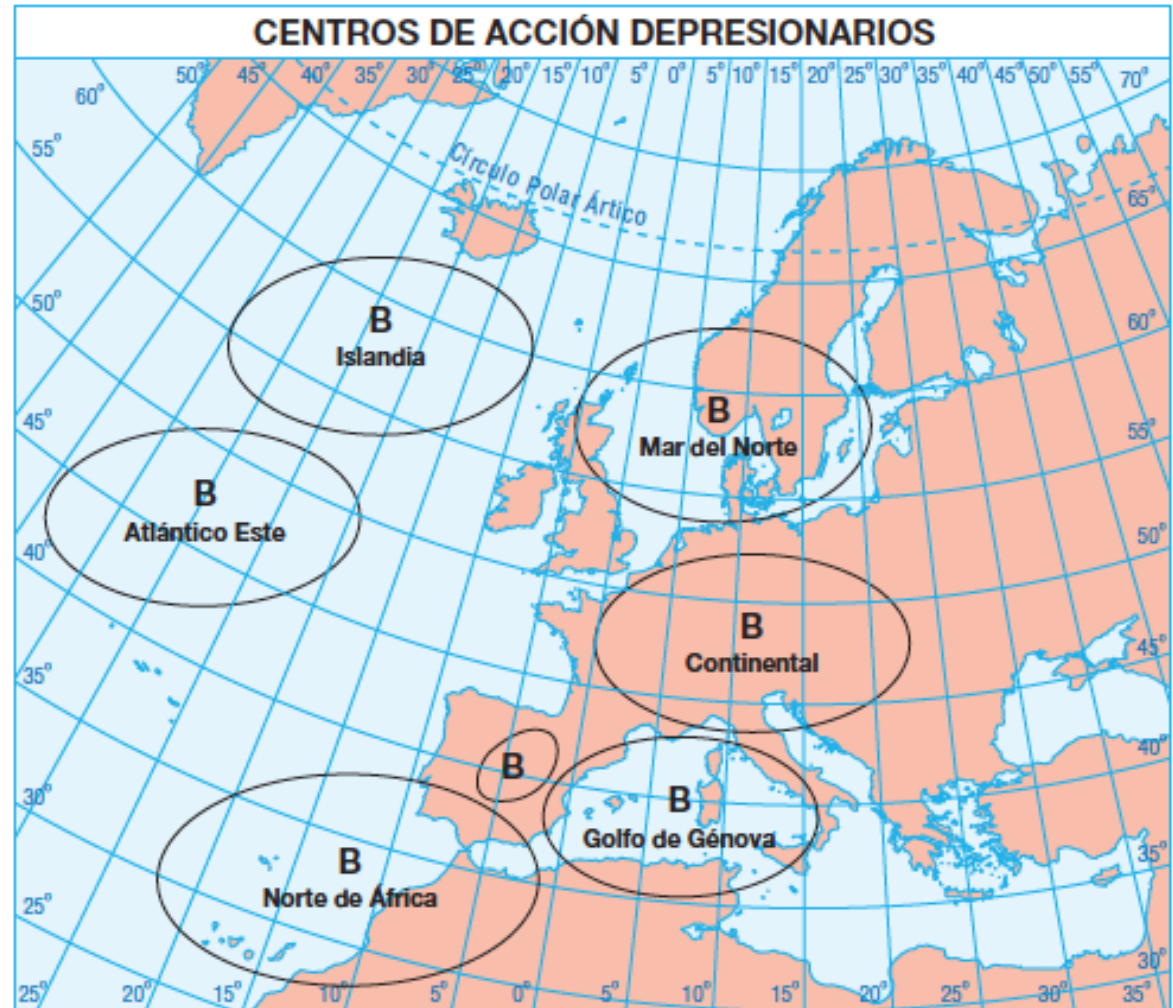 CENTROS DE ACCIÓN DEPRESIONARIOS
50° 45° 40° 35° 30° 25° 20° 15° 10° 5° 0° 5° 10° 15° 20° 25° 30° 35° 40° 45° 50° 55° 70°
60°
55°
65°
Círculo Polar Ártico
50°
60°
B
Islandia
45°
55°
B
Mar del Norte
B
Atlántico Este
40°
50°
35°
45°
B
Continental
30°
40°
B
B
Golfo de Génova
25°
35°
B
Norte de África
30°
25° 20° 15° 10° 5° 0° 5° 10° 15° 20° 25° 30° 35°